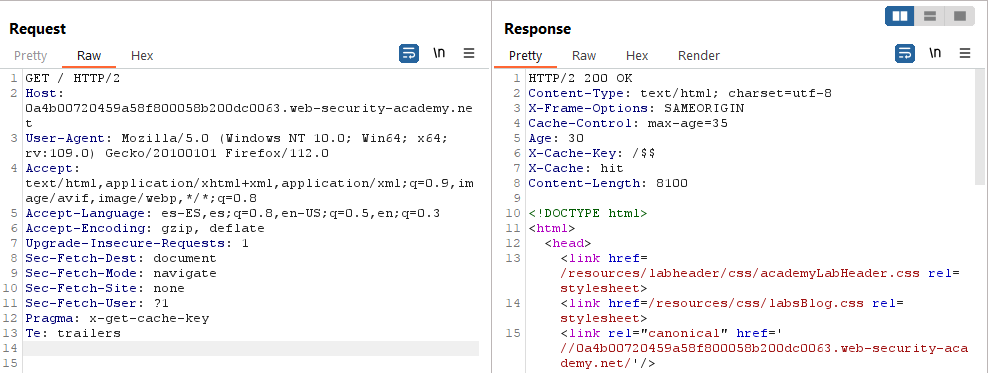 Request
Pretty Raw Hex
\n
1 GET / HTTP/2
2 Host:
0a4b00720459a58f800058b200dc0063.web-security-academy.ne
t
3 User-Agent: Mozilla/5.0 (Windows NT 10.0; Win64; x64;
rv:109.0) Gecko/20100101 Firefox/112.0
4 Accept:
text/html,application/xhtml+xml,application/xml;q=0.9,im
age/avif,image/webp,*/*;q=0.8
5 Accept-Language: es-ES,es;q=0.8,en-US;q=0.5,en;q=0.3
6 Accept-Encoding: gzip, deflate
7 Upgrade-Insecure-Requests: 1
8 Sec-Fetch-Dest: document
9 Sec-Fetch-Mode: navigate
10 Sec-Fetch-Site: none
11 Sec-Fetch-User: ?1
12 Pragma: x-get-cache-key
13 Te: trailers
14
15
Response
Pretty Raw Hex Render
\n
1 HTTP/2 200 OK
2 Content-Type: text/html; charset=utf-8
3 X-Frame-Options: SAMEORIGIN
4 Cache-Control: max-age=35
5 Age: 30
6 X-Cache-Key: /$$
7 X-Cache: hit
8 Content-Length: 8100
9
10 <!DOCTYPE html>
11 <html>
12 <head>
13 <link href=
/resources/labheader/css/academyLabHeader.css rel=
stylesheet>
14 <link href=/resources/css/labsBlog.css rel=
stylesheet>
15 <link rel="canonical" href='
//0a4b00720459a58f800058b200dc0063.web-security-aca
demy.net/'/>